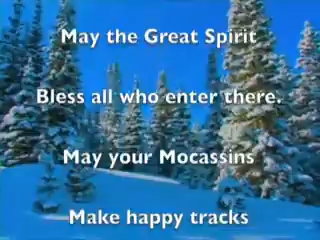 May the Great Spirit
Bless all who enter there.
May your Mocassins
Make happy tracks